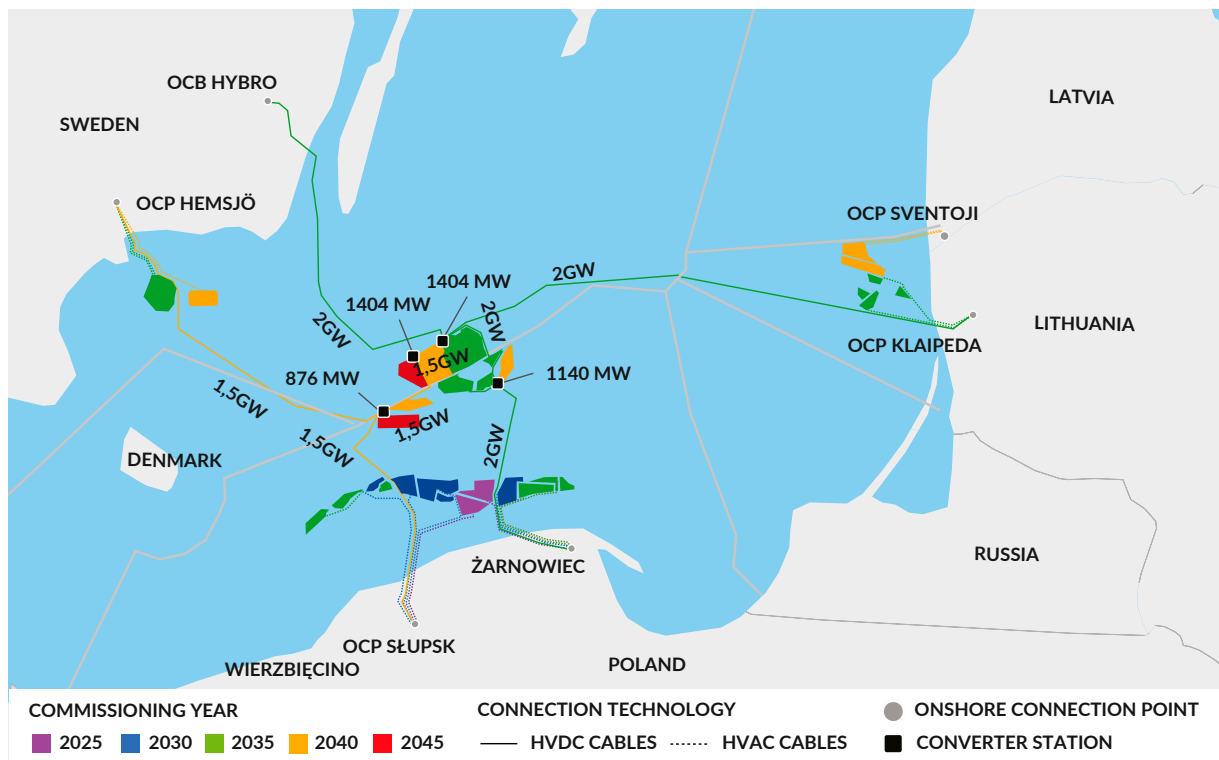 OCB HYBRO
LATVIA
SWEDEN
OCP HEMSJÖ
OCP SVENTOJI
2GW
1404 MW
1404 MW
2GW
2GW
LITHUANIA
OCP KLAIPEDA
1,5GW
876 MW
1140 MW
1,5GW
1,5GW
1,5GW
2GW
DENMARK
RUSSIA
ŻARNOWIEC
OCP SŁUPSK
WIERZBIĘCINO
POLAND
COMMISSIONING YEAR
2025
2030
2035
2040
2045
CONNECTION TECHNOLOGY
HVDC CABLES
HVAC CABLES
ONSHORE CONNECTION POINT
CONVERTER STATION